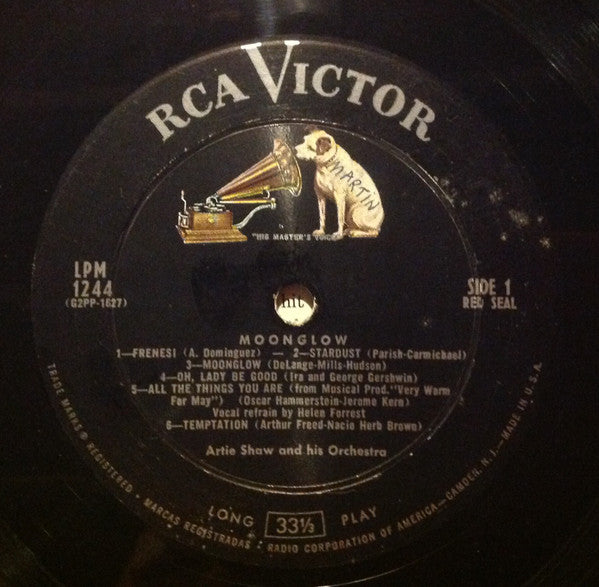 RCA VICTOR
MARTIN
"HIS MASTER'S VOICE"
LPM
1244
(G2PP-1627)
SIDE 1
RED SEAL
hit
MOONGLOW
1—FRENESI (A. Dominguez) — 2—STARDUST (Parish-Carmichael)
3—MOONGLOW (DeLange-Mills-Hudson)
4—OH, LADY BE GOOD (Ira and George Gershwin)
5—ALL THE THINGS YOU ARE (from Musical Prod. "Very Warm
For May") (Oscar Hammerstein-Jerome Kern)
Vocal refrain by Helen Forrest
6—TEMPTATION (Arthur Freed-Nacio Herb Brown)
Artie Shaw and his Orchestra
LONG 33⅓ PLAY
TRADE MARKS ® REGISTERED • MARCAS REGISTRADAS • RADIO CORPORATION OF AMERICA—CAMDEN, N.J.—MADE IN U.S.A.